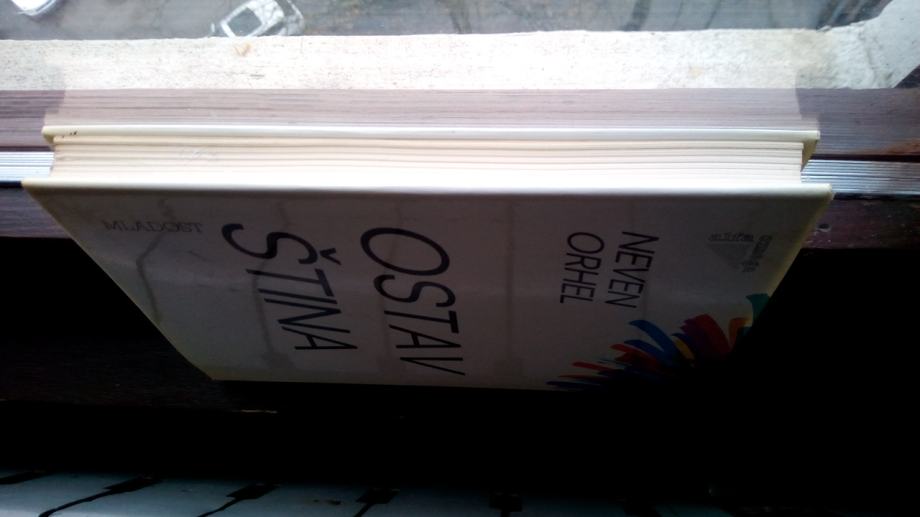 NEVEN
ORHEL
OSTAV
ŠTINA
MLADOST